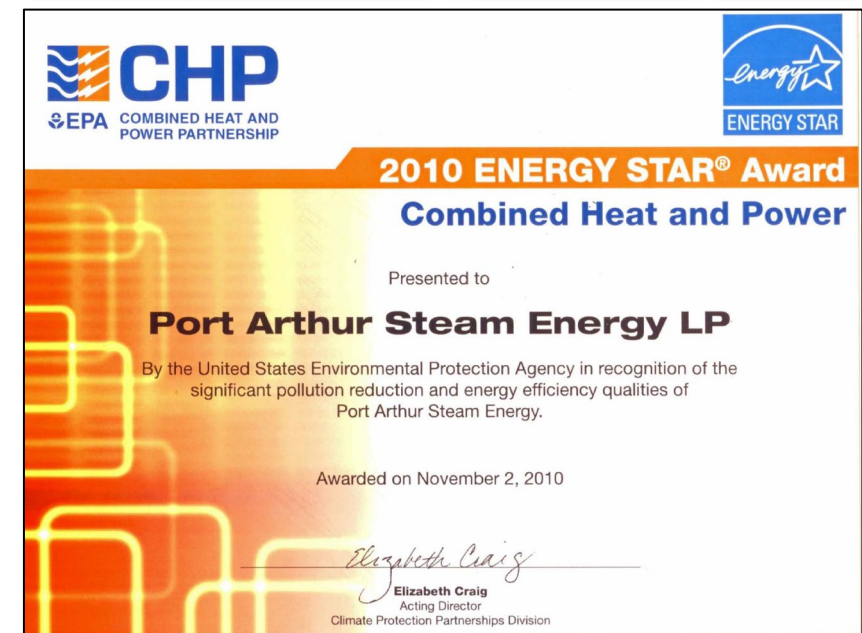 CHP
EPA COMBINED HEAT AND
POWER PARTNERSHIP
energy
ENERGY STAR
2010 ENERGY STAR® Award
Combined Heat and Power
Presented to
Port Arthur Steam Energy LP
By the United States Environmental Protection Agency in recognition of the
significant pollution reduction and energy efficiency qualities of
Port Arthur Steam Energy.
Awarded on November 2, 2010
Elizabeth Craig
Elizabeth Craig
Acting Director
Climate Protection Partnerships Division